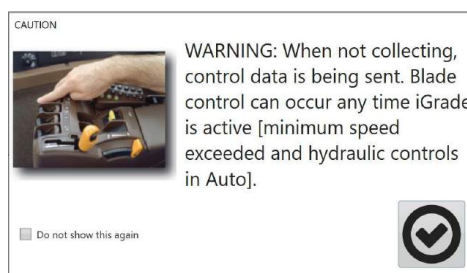 CAUTION
WARNING: When not collecting,
control data is being sent. Blade
control can occur any time iGrade
is active [minimum speed
exceeded and hydraulic controls
in Auto].
Do not show this again